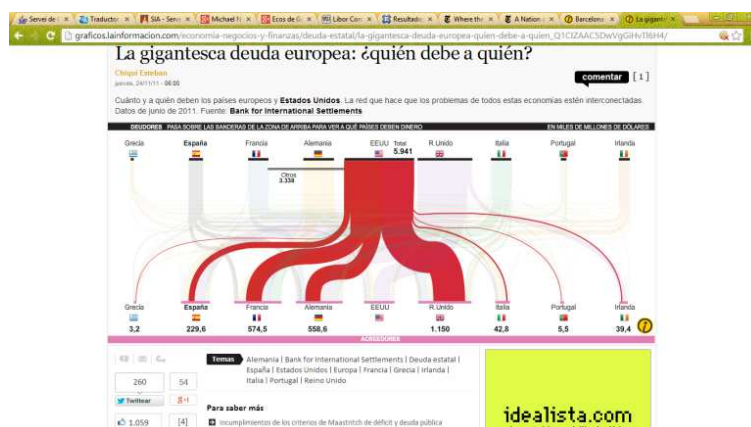 Servei de
Traductor
SIA - Serv
Michael
Ecos de
Libor Con
Resultado
Where the
A Nation
Barcelona
La gigante
graficos.lainformacion.com/economia-negocios-y-finanzas/deuda-estatal/la-gigantesca-deuda-europea-quien-debe-a-quien_Q1CIZAAC5DwVgGiHvTl6H4/
La gigantesca deuda europea: ¿quién debe a quién?
Chiqui Esteban
jueves, 24/11/11 - 06:05
comentar [ 1 ]
Cuánto y a quién deben los países europeos y Estados Unidos. La red que hace que los problemas de todos estas economías estén interconectadas.
Datos de junio de 2011. Fuente: Bank for International Settlements
DEUDORES PASA SOBRE LAS BANDERAS DE LA ZONA DE ARRIBA PARA VER A QUÉ PAÍSES DEBEN DINERO EN MILES DE MILLONES DE DÓLARES
Grecia España Francia Alemania EEUU Total R.Unido Italia Portugal Irlanda
5.941
Otros
3.338
Grecia España Francia Alemania EEUU R.Unido Italia Portugal Irlanda
3,2 229,6 574,5 558,6 1.150 42,8 5,5 39,4
ACREEDORES
Temas Alemania | Bank for International Settlements | Deuda estatal |
España | Estados Unidos | Europa | Francia | Grecia | Irlanda |
Italia | Portugal | Reino Unido
260 54
Twittear +1
Para saber más
1.059 [4] Incumplimientos de los criterios de Maastritch de déficit y deuda pública
idealista.com